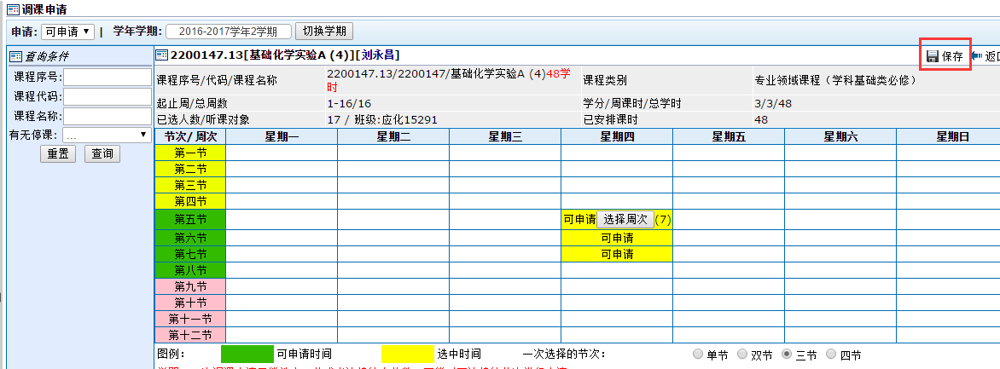 调课申请
申请: 可申请 | 学年学期: 2016-2017学年2学期 切换学期
查询条件
课程序号:
课程代码:
课程名称:
有无停课: ...
重置 查询
2200147.13[基础化学实验A (4)][刘永昌]
保存
课程序号/代码/课程名称 2200147.13/2200147/基础化学实验A (4)48学时 课程类别 专业领域课程（学科基础类必修）
起止周/总周数 1-16/16 学分/周课时/总学时 3/3/48
已选人数/听课对象 17 / 班级:应化15291 已安排课时 48
节次/周次 星期一 星期二 星期三 星期四 星期五 星期六 星期日
第一节
第二节
第三节
第四节
第五节 可申请 选择周次 (7)
第六节 可申请
第七节 可申请
第八节
第九节
第十节
第十一节
第十二节
图例： 可申请时间 选中时间 一次选择的节次： 单节 双节 三节 四节